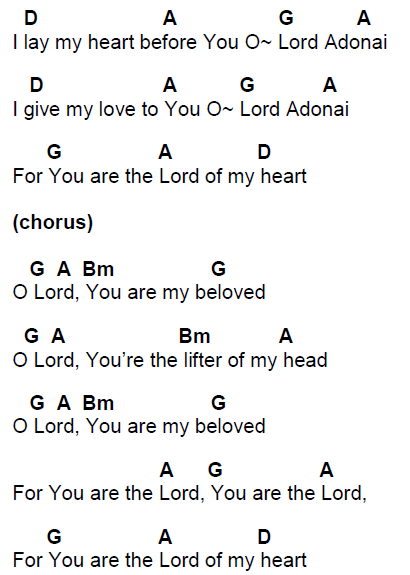 D A G A
I lay my heart before You O~ Lord Adonai
D A G A
I give my love to You O~ Lord Adonai
G A D
For You are the Lord of my heart
(chorus)
G A Bm G
O Lord, You are my beloved
G A Bm A
O Lord, You’re the lifter of my head
G A Bm G
O Lord, You are my beloved
A G A
For You are the Lord, You are the Lord,
G A D
For You are the Lord of my heart